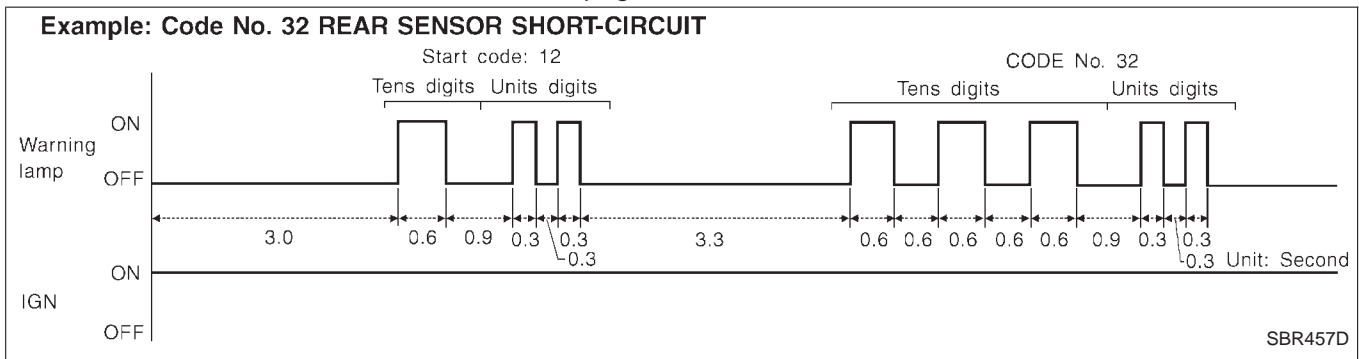 Example: Code No. 32 REAR SENSOR SHORT-CIRCUIT
Start code: 12
CODE No. 32
Tens digits Units digits
Tens digits Units digits
ON
Warning
lamp
OFF
3.0 0.6 0.9 0.3 0.3 3.3 0.6 0.6 0.6 0.6 0.6 0.9 0.3 0.3
0.3 0.3 Unit: Second
ON
IGN
OFF
SBR457D